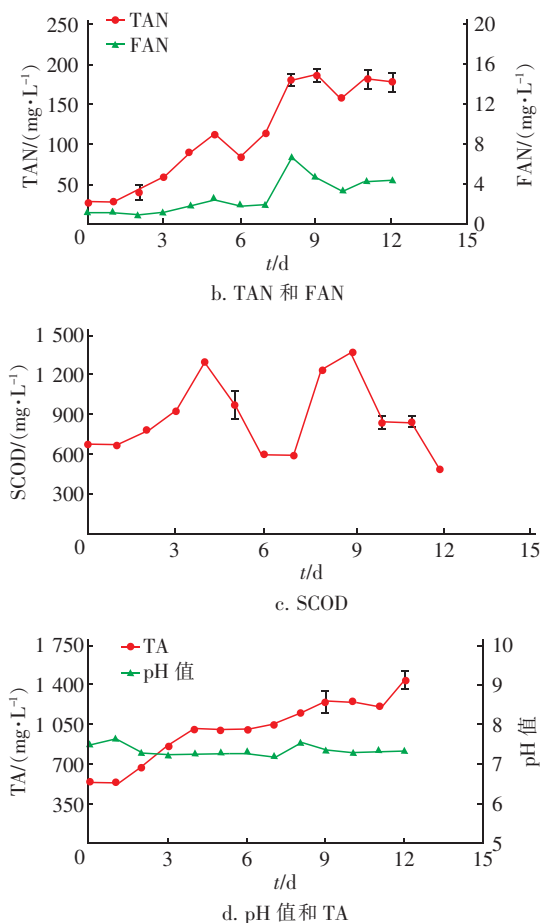 TAN
FAN
TAN/(mg·L⁻¹)
250
200
150
100
50
20
16
12
8
4
0
FAN/(mg·L⁻¹)
0 3 6 9 12 15
t/d
b. TAN 和 FAN
SCOD/(mg·L⁻¹)
1 500
1 200
900
600
300
3 6 9 12 15
t/d
c. SCOD
TA
pH 值
TA/(mg·L⁻¹)
1 750
1 400
1 050
700
350
10
9
8
7
6
5
pH 值
0 3 6 9 12 15
t/d
d. pH 值和 TA